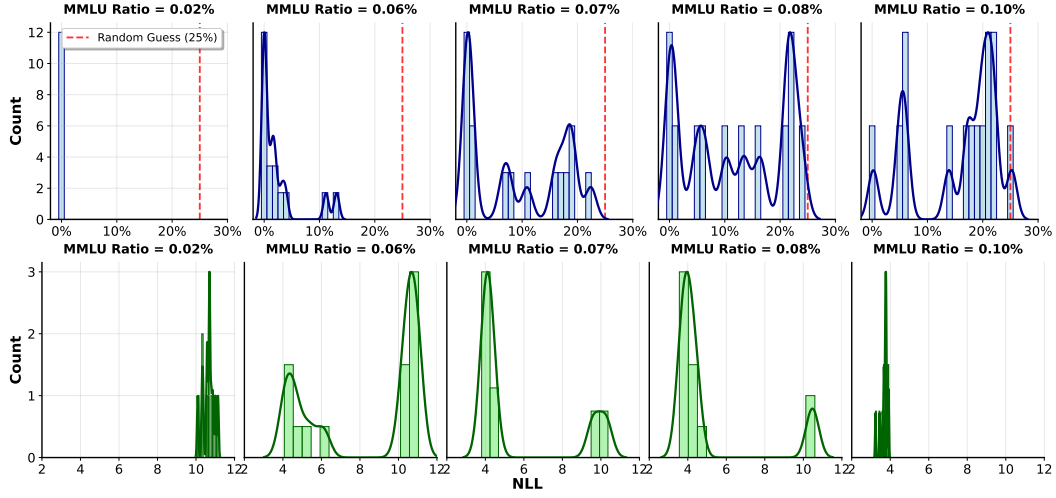 MMLU Ratio = 0.02% MMLU Ratio = 0.06% MMLU Ratio = 0.07% MMLU Ratio = 0.08% MMLU Ratio = 0.10%
Random Guess (25%)
Count
12
10
8
6
4
2
0
0% 10% 20% 30% 0% 10% 20% 30% 0% 10% 20% 30% 0% 10% 20% 30% 0% 10% 20% 30%
MMLU Ratio = 0.02% MMLU Ratio = 0.06% MMLU Ratio = 0.07% MMLU Ratio = 0.08% MMLU Ratio = 0.10%
Count
3
2
1
0
2 4 6 8 10 12 2 4 6 8 10 12 2 4 6 8 10 12 2 4 6 8 10 12 2 4 6 8 10 12
NLL